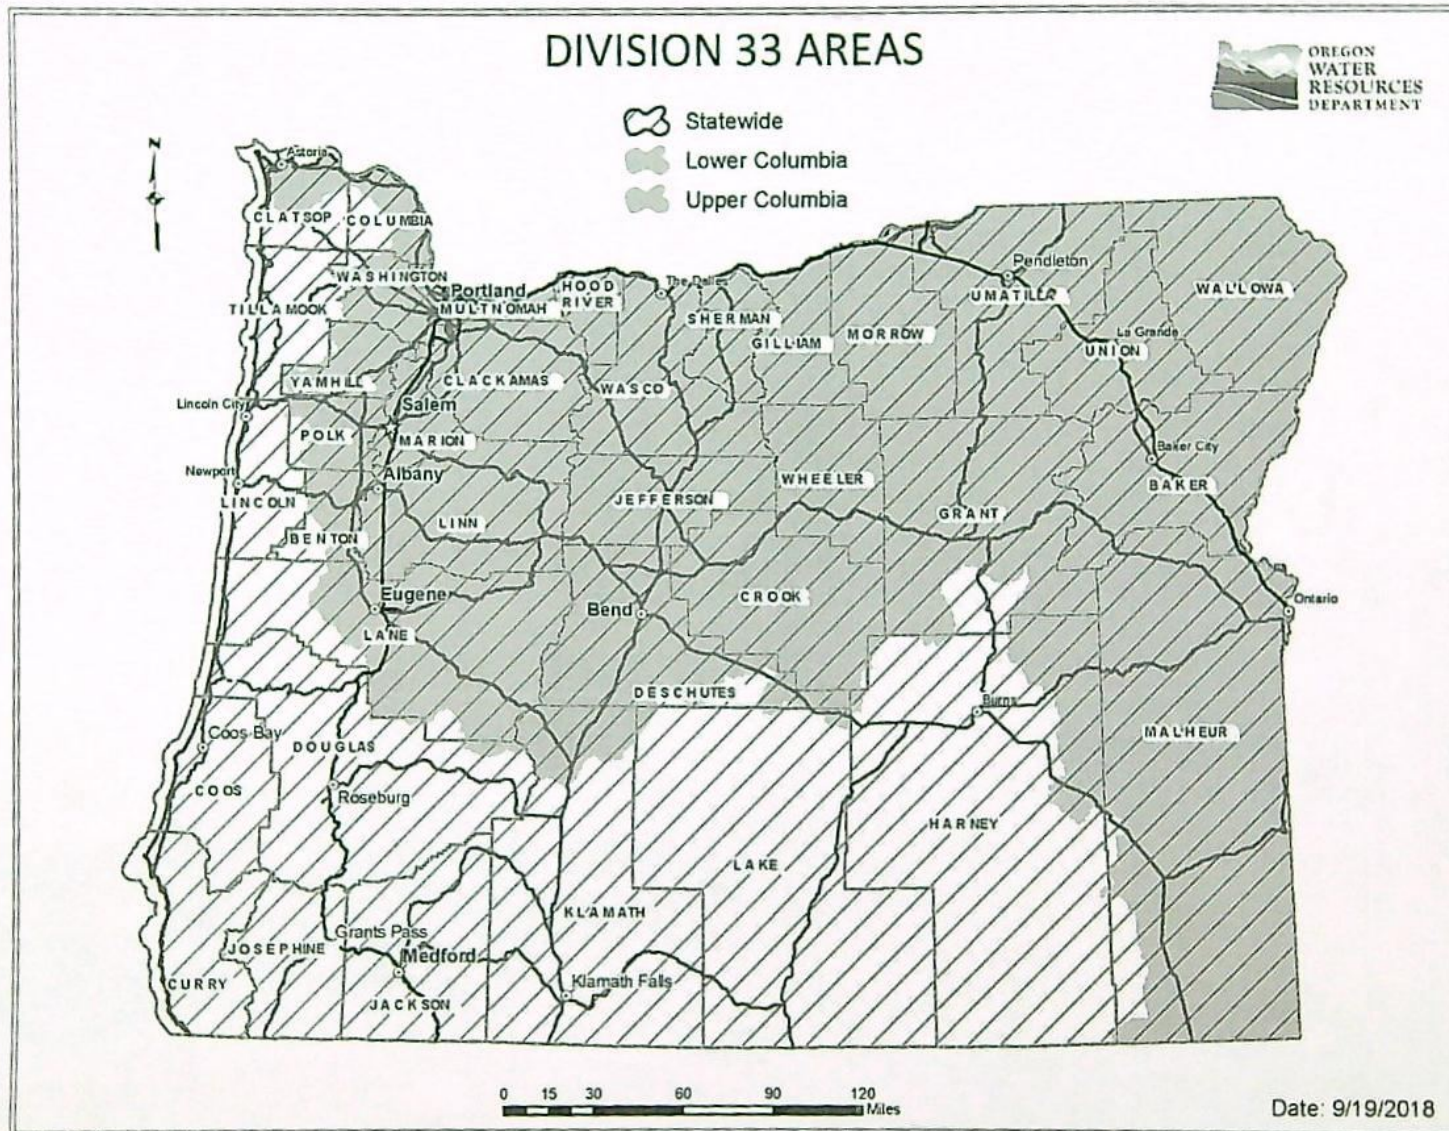 DIVISION 33 AREAS
OREGON
WATER
RESOURCES
DEPARTMENT
Statewide
Lower Columbia
Upper Columbia
N
Astoria
CLATSOP
COLUMBIA
WASHINGTON
Portland
MULTNOMAH
HOOD
RIVER
The Dalles
Pendleton
TILLAMOOK
SHERMAN
UMATILLA
WALLOWA
GILLIAM
MORROW
La Grande
UNION
YAMHILL
CLACKAMAS
WASCO
Lincoln City
Salem
POLK
MARION
Baker City
Newport
Albany
WHEELER
BAKER
LINCOLN
JEFFERSON
LINN
GRANT
BENTON
Eugene
Bend
CROOK
Ontario
LANE
DESCHUTES
Burns
Coos Bay
DOUGLAS
MALHEUR
COOS
Roseburg
HARNEY
LAKE
KLAMATH
Grants Pass
JOSEPHINE
Medford
CURRY
Klamath Falls
JACKSON
0 15 30 60 90 120
Miles
Date: 9/19/2018